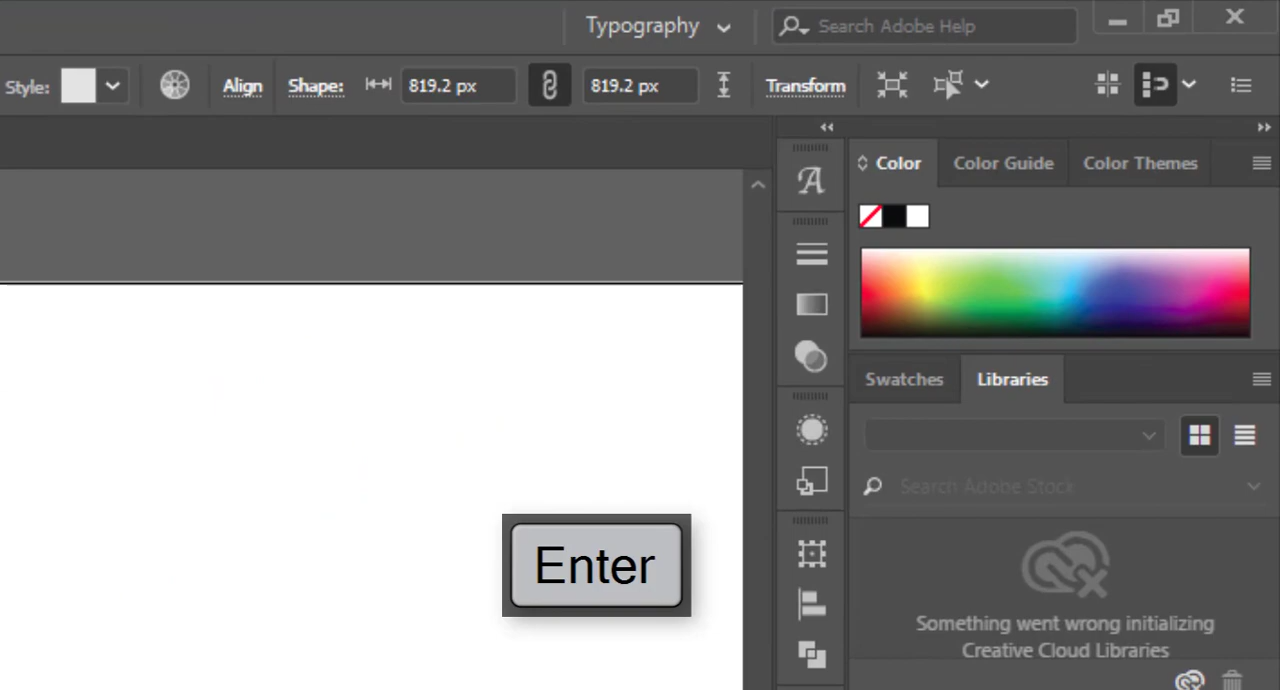 Typography
Search Adobe Help
Style:
Align
Shape:
819.2 px
819.2 px
Transform
Color
Color Guide
Color Themes
Swatches
Libraries
Search Adobe Stock
Enter
Something went wrong initializing
Creative Cloud Libraries